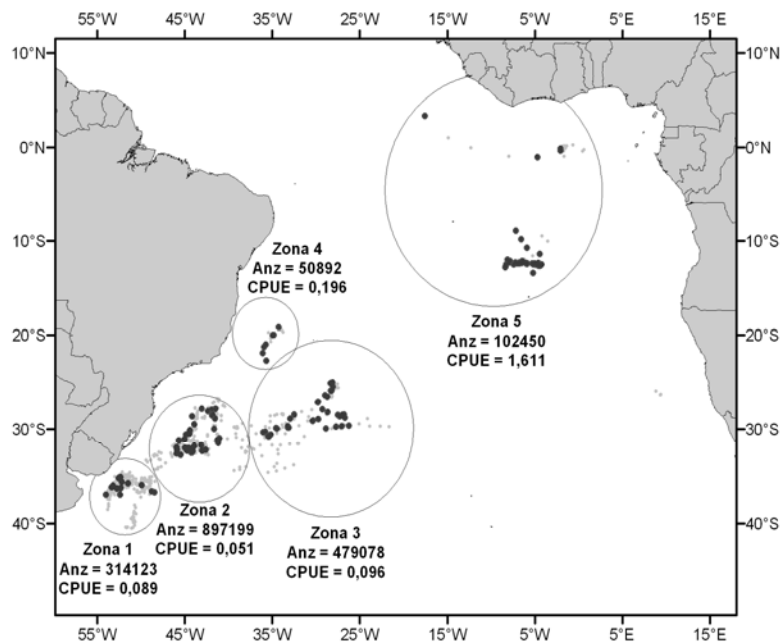 55°W 45°W 35°W 25°W 15°W 5°W 5°E 15°E
10°N 10°N
0°N 0°N
10°S 10°S
Zona 4
Anz = 50892
CPUE = 0,196
Zona 5
Anz = 102450
CPUE = 1,611
20°S 20°S
30°S 30°S
Zona 2
Anz = 897199
CPUE = 0,051
Zona 3
Anz = 479078
CPUE = 0,096
40°S 40°S
Zona 1
Anz = 314123
CPUE = 0,089
55°W 45°W 35°W 25°W 15°W 5°W 5°E 15°E